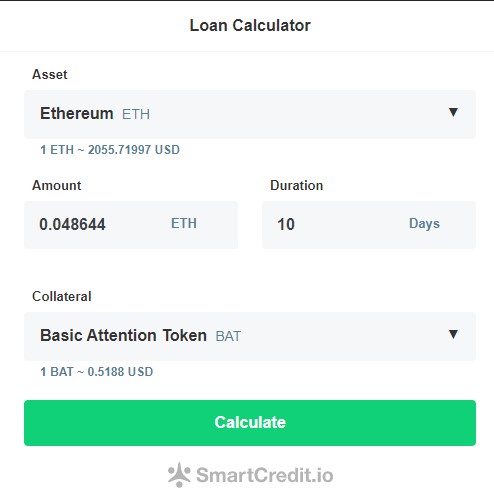 Loan Calculator
Asset
Ethereum ETH
1 ETH ~ 2055.71997 USD
Amount Duration
0.048644 ETH 10 Days
Collateral
Basic Attention Token BAT
1 BAT ~ 0.5188 USD
Calculate
SmartCredit.io